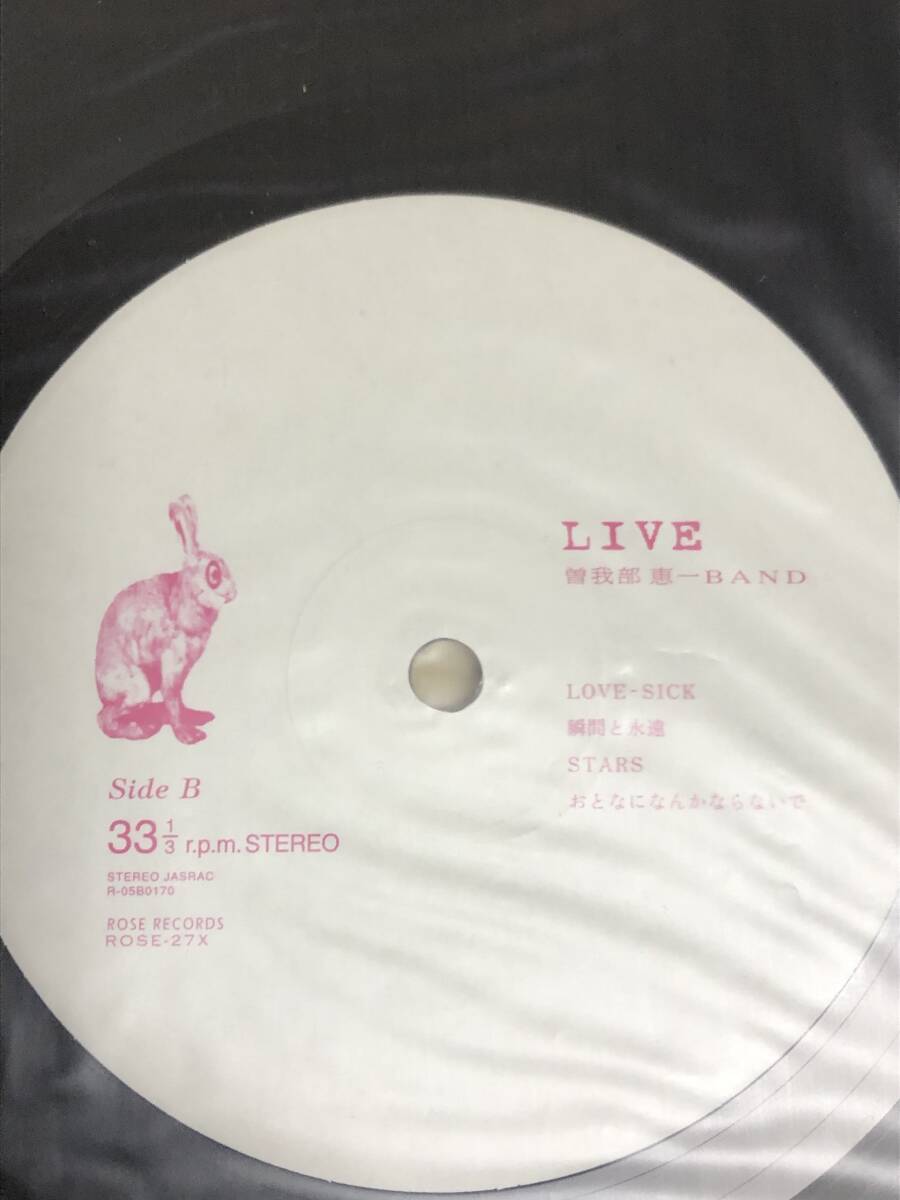 LIVE
曽我部 恵一BAND
LOVE-SICK
瞬間と永遠
STARS
おとなになんかならないで
Side B
33 1/3 r.p.m. STEREO
STEREO JASRAC
R-05B0170
ROSE RECORDS
ROSE-27X